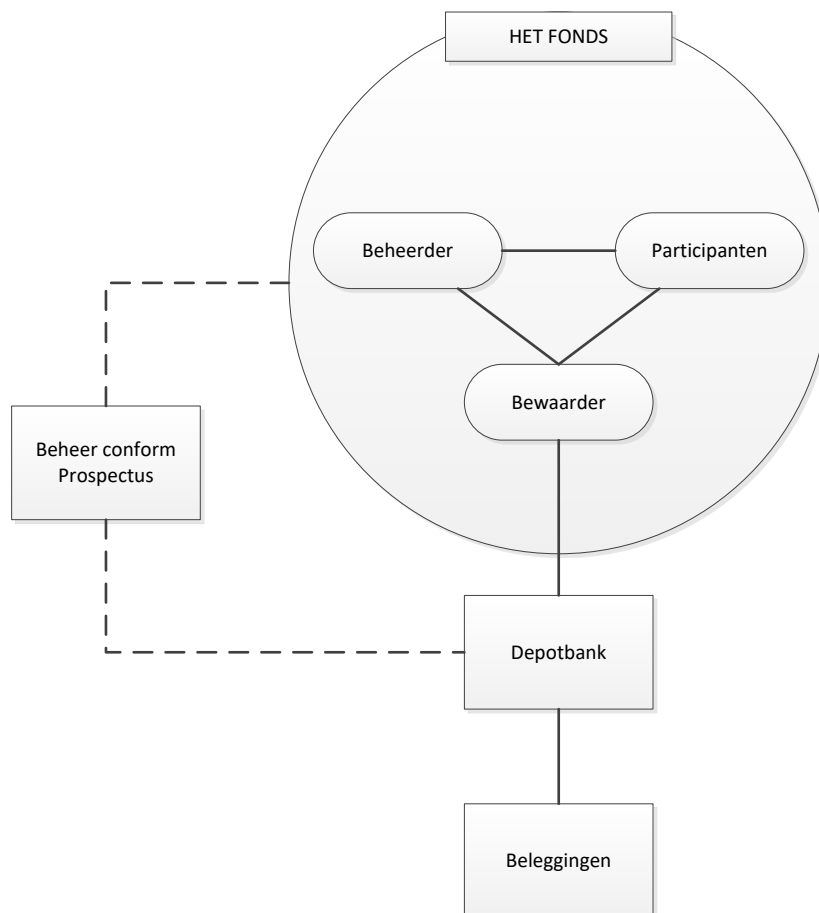 HET FONDS
Beheerder
Participanten
Bewaarder
Beheer conform
Prospectus
Depotbank
Beleggingen